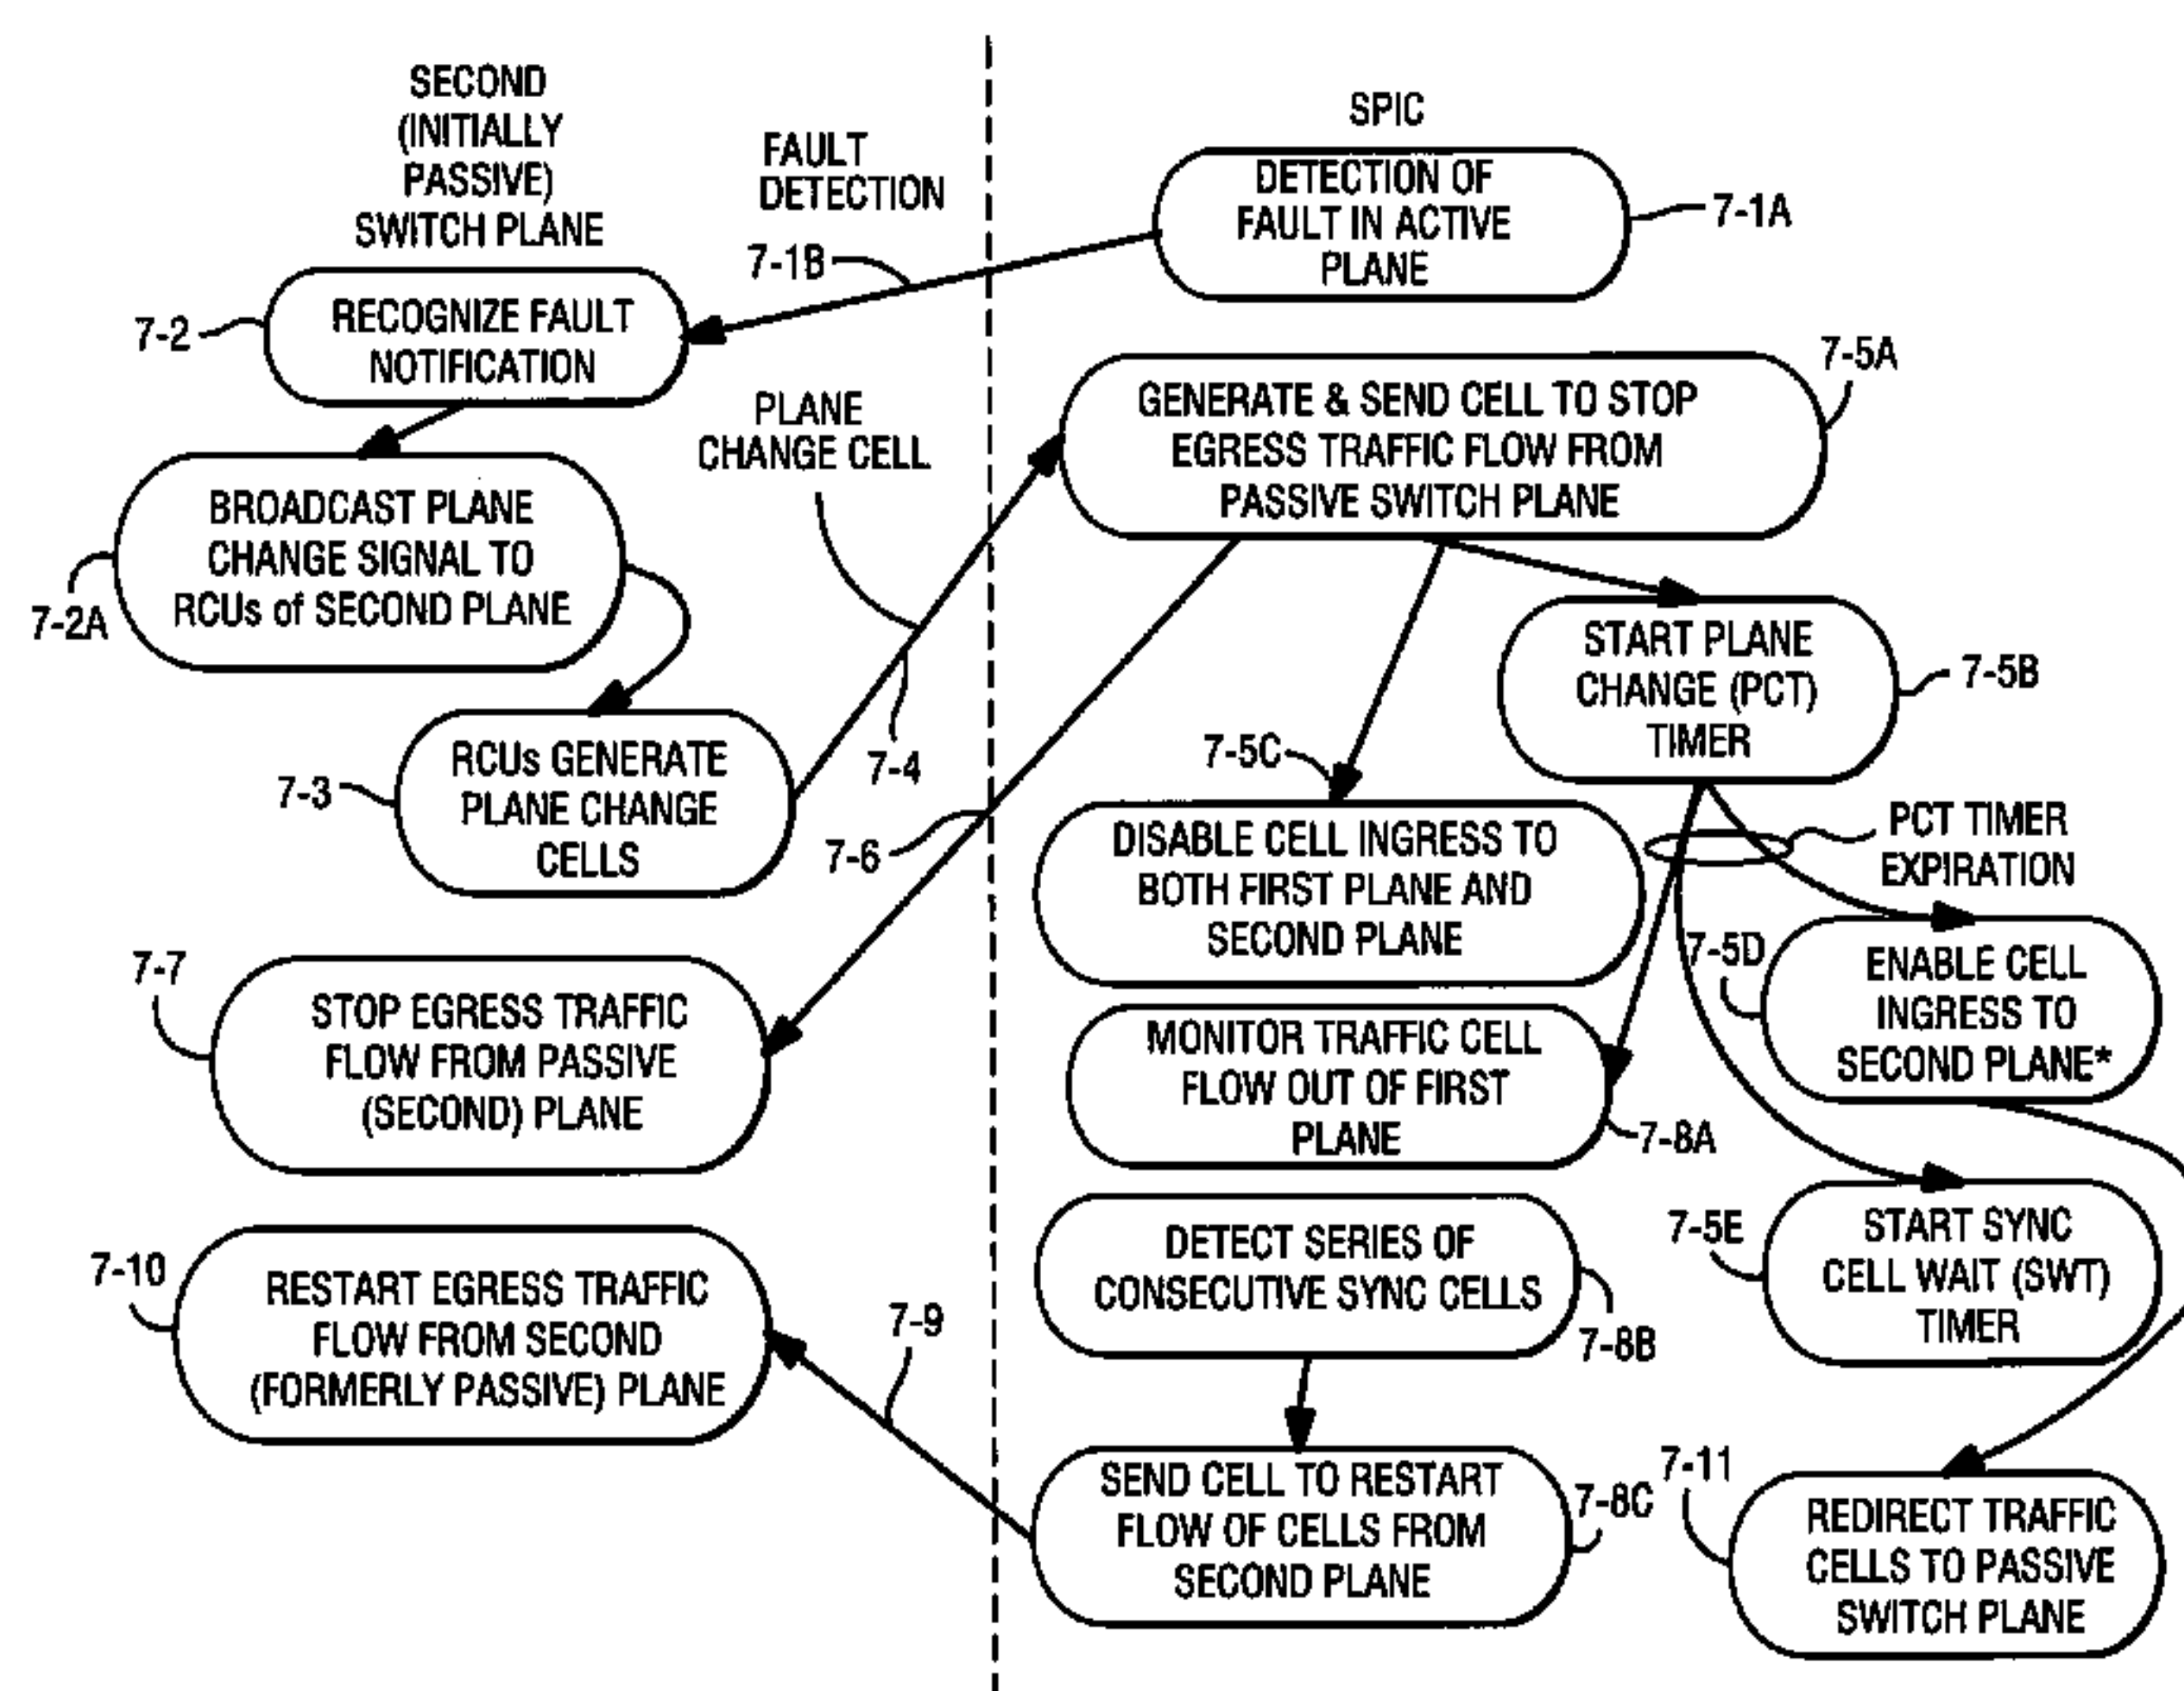 SECOND
(INITIALLY
PASSIVE)
SWITCH PLANE
FAULT
DETECTION
SPIC
DETECTION OF
FAULT IN ACTIVE
PLANE
7-1A
7-1B
7-2
RECOGNIZE FAULT
NOTIFICATION
PLANE
CHANGE CELL
7-5A
GENERATE & SEND CELL TO STOP
EGRESS TRAFFIC FLOW FROM
PASSIVE SWITCH PLANE
BROADCAST PLANE
CHANGE SIGNAL TO
RCUs of SECOND PLANE
7-2A
START PLANE
CHANGE (PCT)
TIMER
7-5B
7-3
RCUs GENERATE
PLANE CHANGE
CELLS
7-4
7-5C
7-6
DISABLE CELL INGRESS TO
BOTH FIRST PLANE AND
SECOND PLANE
PCT TIMER
EXPIRATION
7-7
STOP EGRESS TRAFFIC
FLOW FROM PASSIVE
(SECOND) PLANE
7-5D
ENABLE CELL
INGRESS TO
SECOND PLANE*
MONITOR TRAFFIC CELL
FLOW OUT OF FIRST
PLANE
7-8A
7-10
RESTART EGRESS TRAFFIC
FLOW FROM SECOND
(FORMERLY PASSIVE) PLANE
7-9
DETECT SERIES OF
CONSECUTIVE SYNC CELLS
7-8B
7-5E
START SYNC
CELL WAIT (SWT)
TIMER
SEND CELL TO RESTART
FLOW OF CELLS FROM
SECOND PLANE
7-8C
7-11
REDIRECT TRAFFIC
CELLS TO PASSIVE
SWITCH PLANE